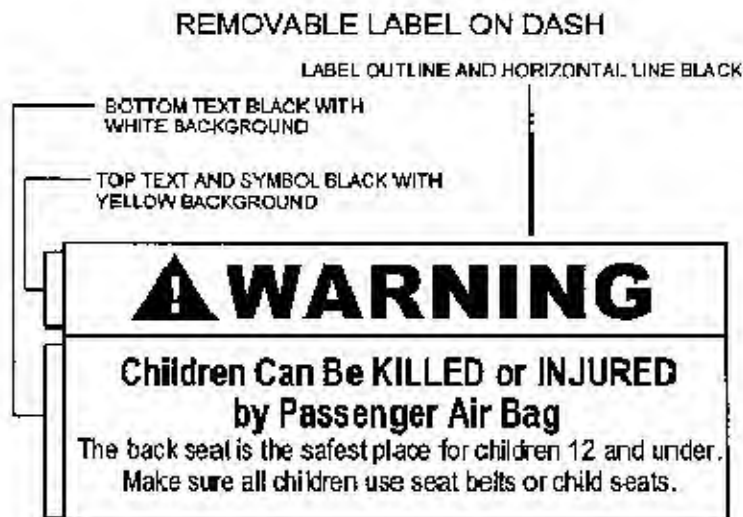 REMOVABLE LABEL ON DASH
LABEL OUTLINE AND HORIZONTAL LINE BLACK
BOTTOM TEXT BLACK WITH
WHITE BACKGROUND
TOP TEXT AND SYMBOL BLACK WITH
YELLOW BACKGROUND
WARNING
Children Can Be KILLED or INJURED
by Passenger Air Bag
The back seat is the safest place for children 12 and under.
Make sure all children use seat belts or child seats.